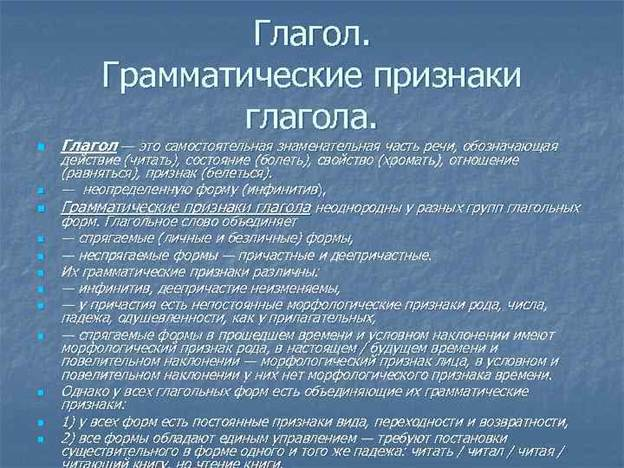 Глагол.
Грамматические признаки
глагола.
Глагол — это самостоятельная знаменательная часть речи, обозначающая
действие (читать), состояние (болеть), свойство (хромать), отношение
(равняться), признак (белеться).
— неопределенную форму (инфинитив),
Грамматические признаки глагола неоднородны у разных групп глагольных
форм. Глагольное слово объединяет
— спрягаемые (личные и безличные) формы,
— неспрягаемые формы — причастные и деепричастные.
Их грамматические признаки различны:
— инфинитив, деепричастие неизменяемы,
— у причастия есть непостоянные морфологические признаки рода, числа,
падежа, одушевленности, как у прилагательных,
— спрягаемые формы в прошедшем времени и условном наклонении имеют
морфологический признак рода, в настоящем / будущем времени и
повелительном наклонении — морфологический признак лица, в условном и
повелительном наклонении у них нет морфологического признака времени.
Однако у всех глагольных форм есть объединяющие их грамматические
признаки:
1) у всех форм есть постоянные признаки вида, переходности и возвратности,
2) все формы обладают единым управлением — требуют постановки
существительного в форме одного и того же падежа: читать / читал / читая /
читающий книгу, но чтение книги.